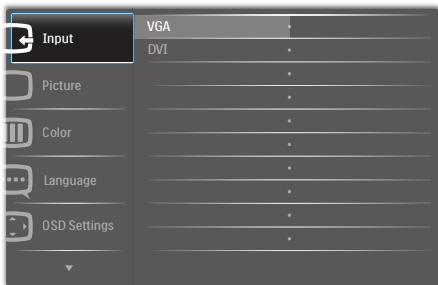 Input
Picture
Color
Language
OSD Settings
VGA
DVI